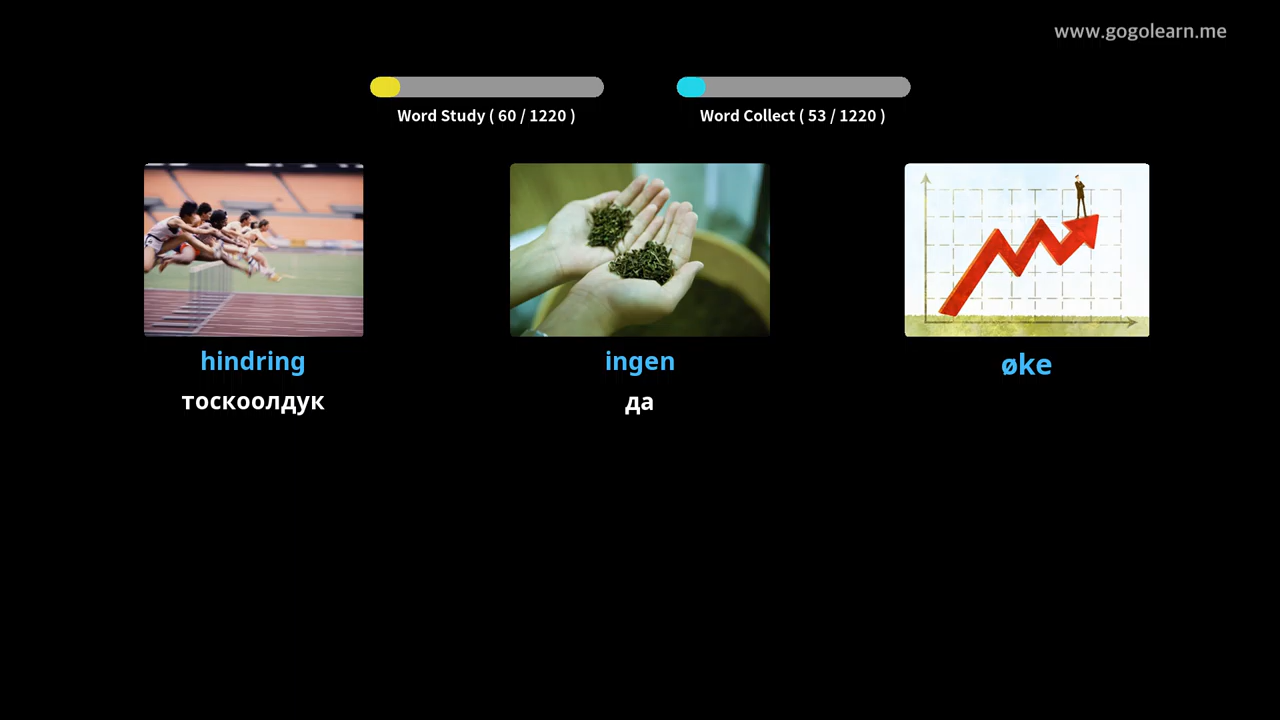 www.gogolearn.me
Word Study ( 60 / 1220 )
Word Collect ( 53 / 1220 )
hindring
ingen
øke
тоскоолдук
да